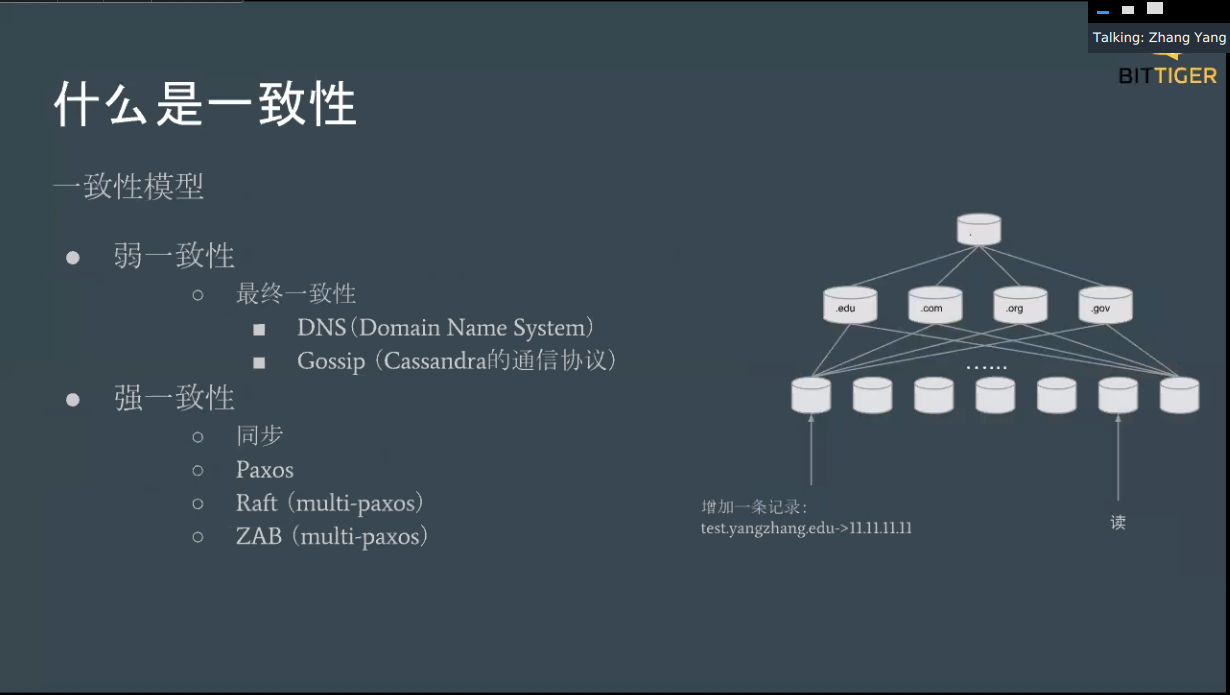 Talking: Zhang Yang
BITTIGER
什么是一致性
一致性模型
● 弱一致性
○ 最终一致性
■ DNS（Domain Name System）
■ Gossip（Cassandra的通信协议）
● 强一致性
○ 同步
○ Paxos
○ Raft（multi-paxos）
○ ZAB（multi-paxos）
.
.edu
.com
.org
.gov
......
增加一条记录：
test.yangzhang.edu->11.11.11.11
读